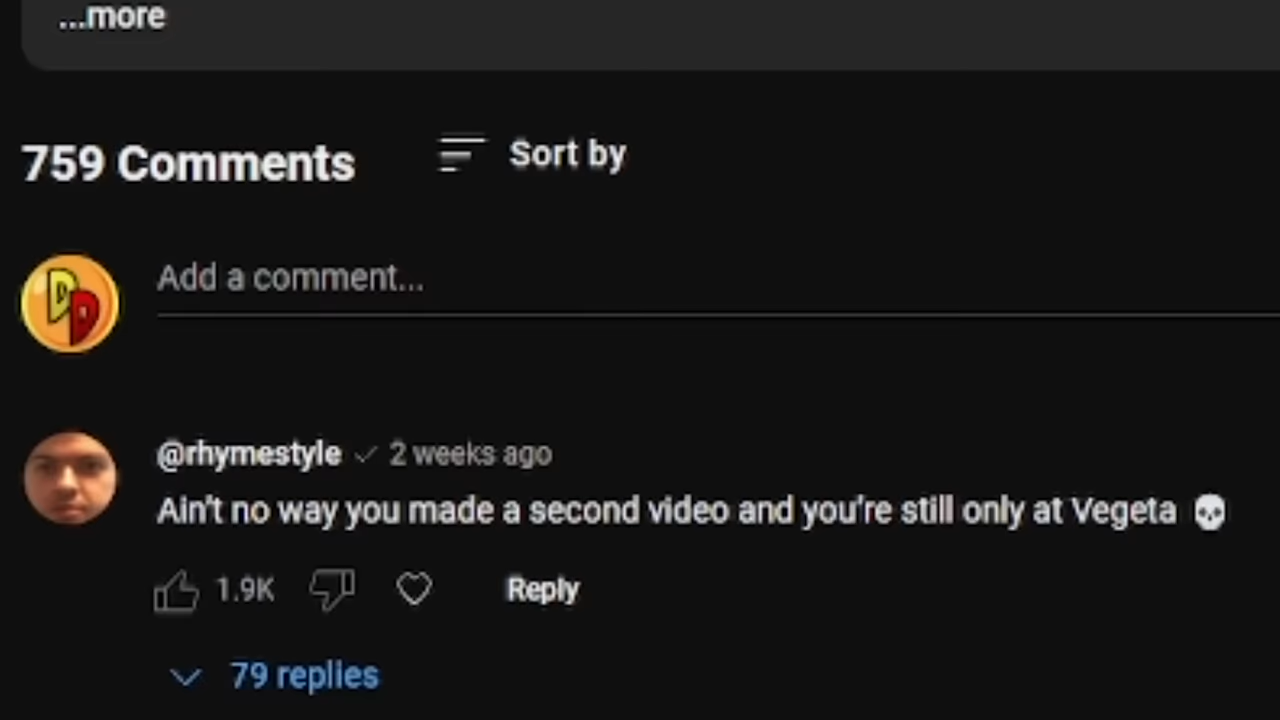 ...more
759 Comments
Sort by
DD
Add a comment...
@rhymestyle ✓ 2 weeks ago
Ain't no way you made a second video and you're still only at Vegeta 💀
1.9K
Reply
79 replies